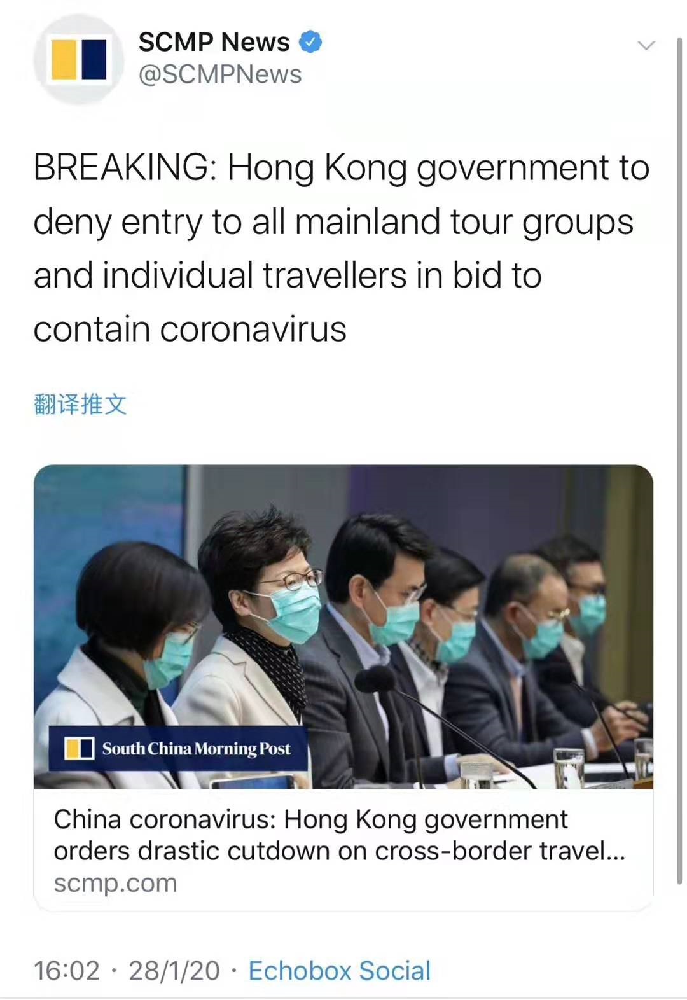 SCMP News
@SCMPNews
BREAKING: Hong Kong government to
deny entry to all mainland tour groups
and individual travellers in bid to
contain coronavirus
翻译推文
South China Morning Post
China coronavirus: Hong Kong government
orders drastic cutdown on cross-border travel...
scmp.com
16:02 · 28/1/20 · Echobox Social